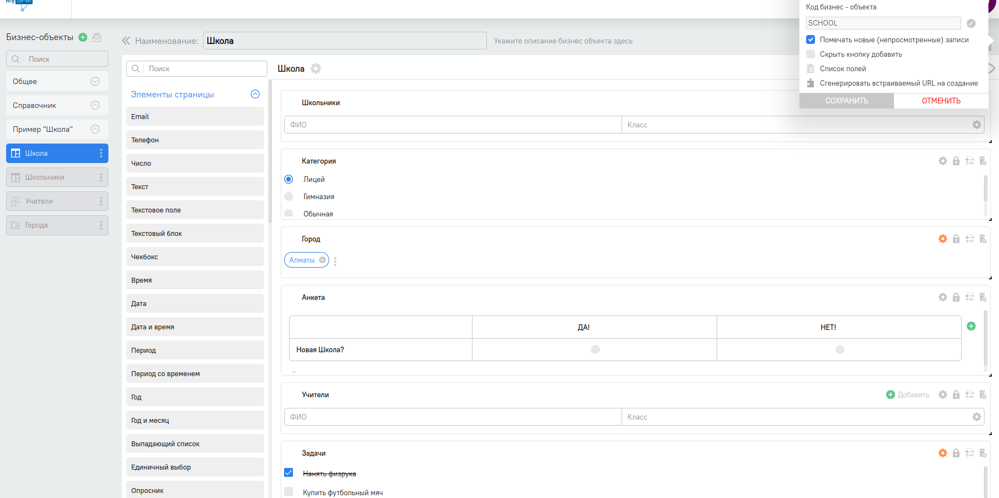 My BPM
Бизнес-объекты
Поиск
Общее
Справочник
Пример "Школа"
Школа
Школьники
Учители
Города
Наименование:
Школа
Укажите описание бизнес объекта здесь
Поиск
Элементы страницы
Email
Телефон
Число
Текст
Текстовое поле
Текстовый блок
Чекбокс
Время
Дата
Дата и время
Период
Период со временем
Год
Год и месяц
Выпадающий список
Единичный выбор
Опросник
Школа
Школьники
ФИО
Класс
Категория
Лицей
Гимназия
Обычная
Город
Алматы
Анкета
ДА!
НЕТ!
Новая Школа?
Учители
Добавить
ФИО
Класс
Задачи
Нанять физрука
Купить футбольный мяч
Код бизнес - объекта
SCHOOL
Помечать новые (непросмотренные) записи
Скрыть кнопку добавить
Список полей
Сгенерировать встраиваемый URL на создание
СОХРАНИТЬ
ОТМЕНИТЬ